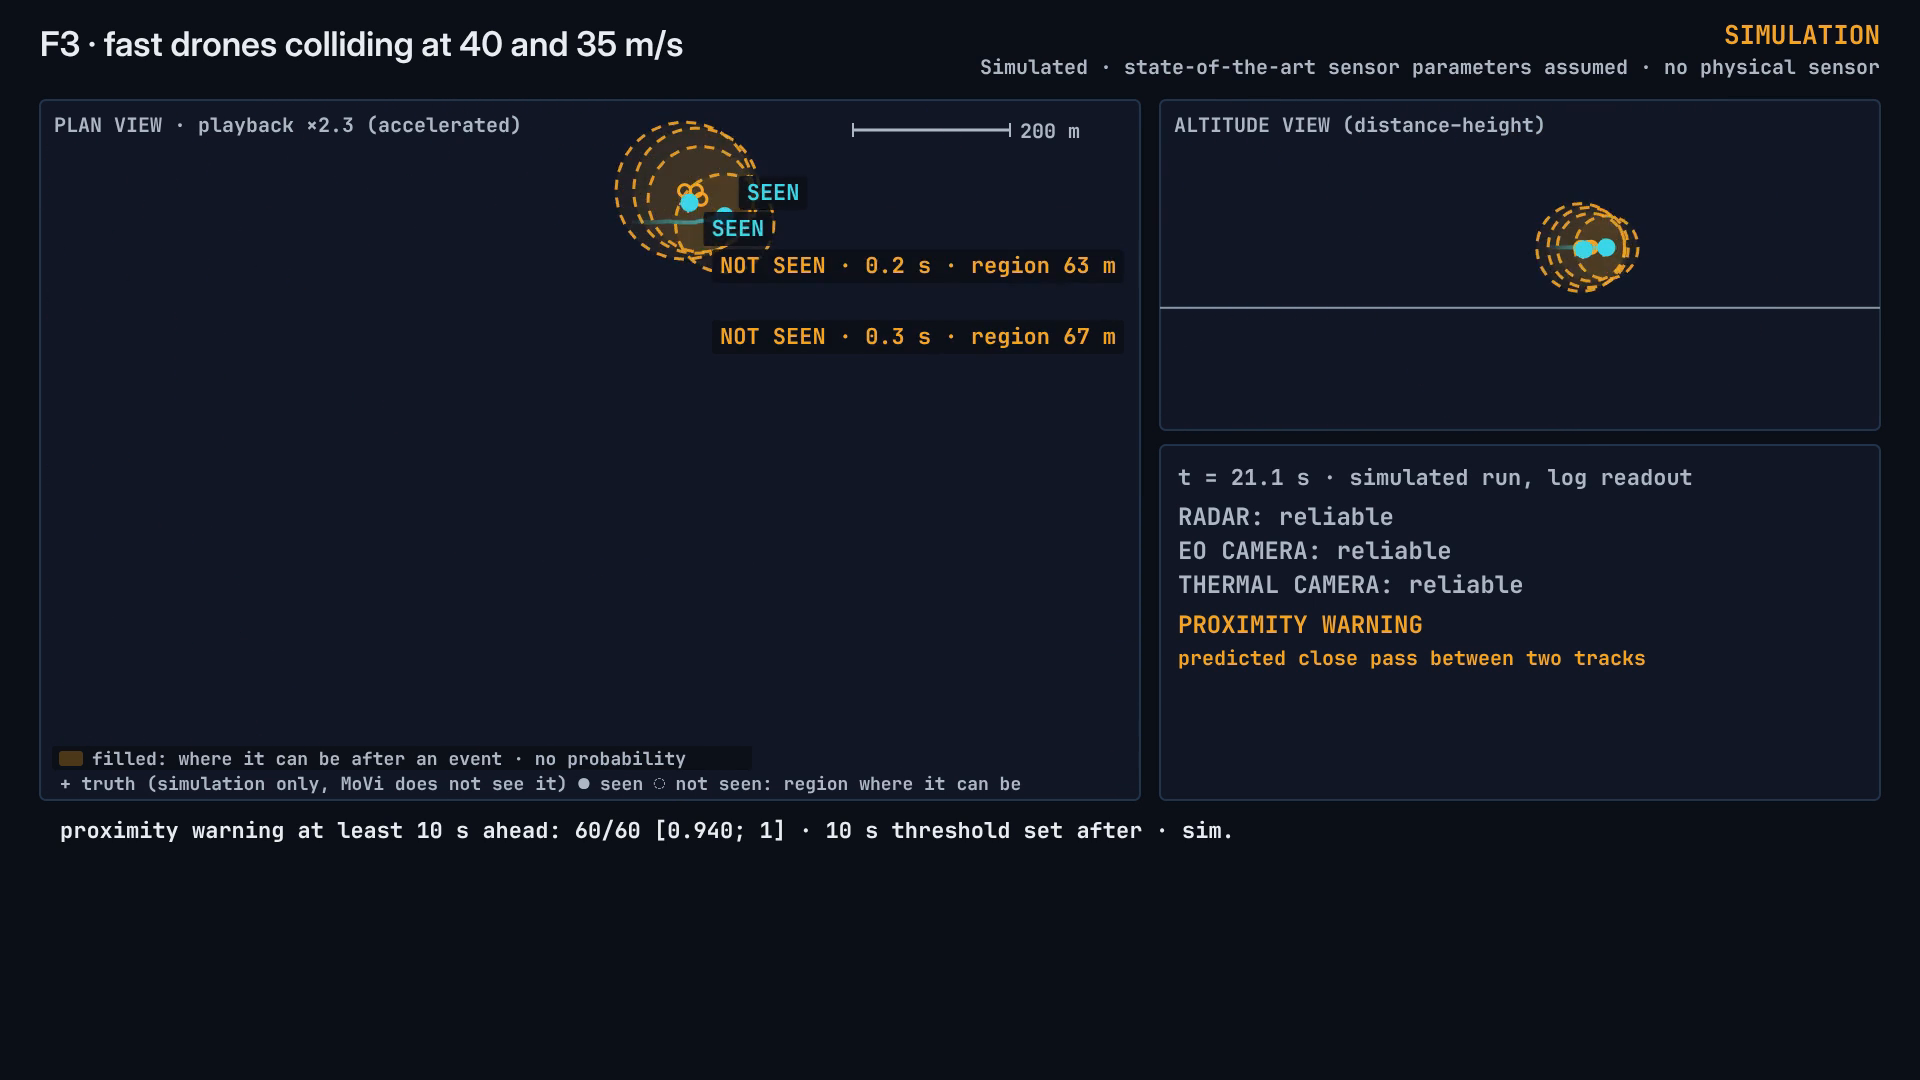 F3 · fast drones colliding at 40 and 35 m/s
SIMULATION
Simulated · state-of-the-art sensor parameters assumed · no physical sensor
PLAN VIEW · playback ×2.3 (accelerated)
200 m
SEEN
SEEN
NOT SEEN · 0.2 s · region 63 m
NOT SEEN · 0.3 s · region 67 m
filled: where it can be after an event · no probability
+ truth (simulation only, MoVi does not see it) ● seen ◌ not seen: region where it can be
ALTITUDE VIEW (distance-height)
t = 21.1 s · simulated run, log readout
RADAR: reliable
EO CAMERA: reliable
THERMAL CAMERA: reliable
PROXIMITY WARNING
predicted close pass between two tracks
proximity warning at least 10 s ahead: 60/60 [0.940; 1] · 10 s threshold set after · sim.